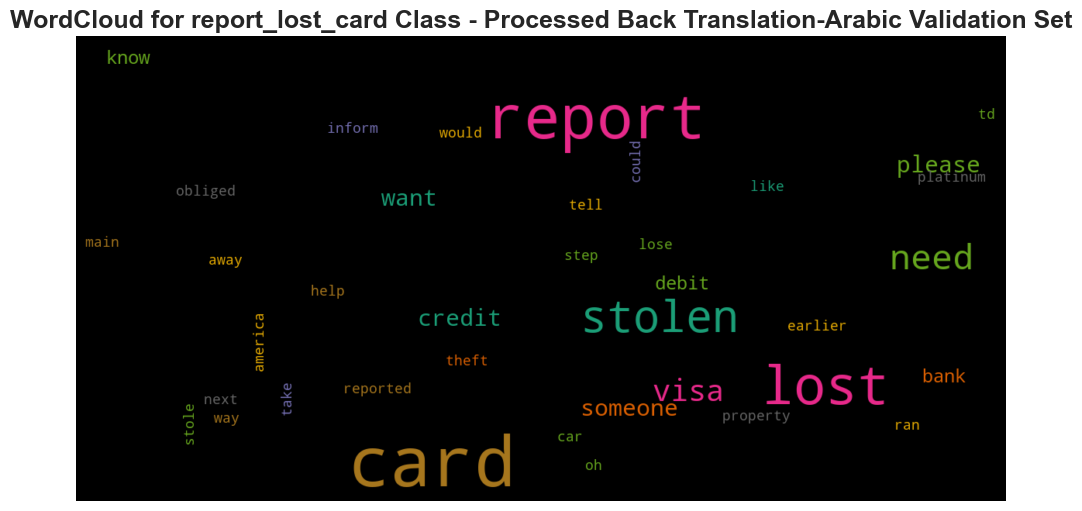 WordCloud for report_lost_card Class - Processed Back Translation-Arabic Validation Set
know
report
td
inform
would
could
please
platinum
obliged
want
like
tell
main
lose
step
away
need
debit
help
credit
stolen
earlier
america
theft
visa
lost
bank
reported
take
next
someone
property
way
stole
ran
car
card
oh